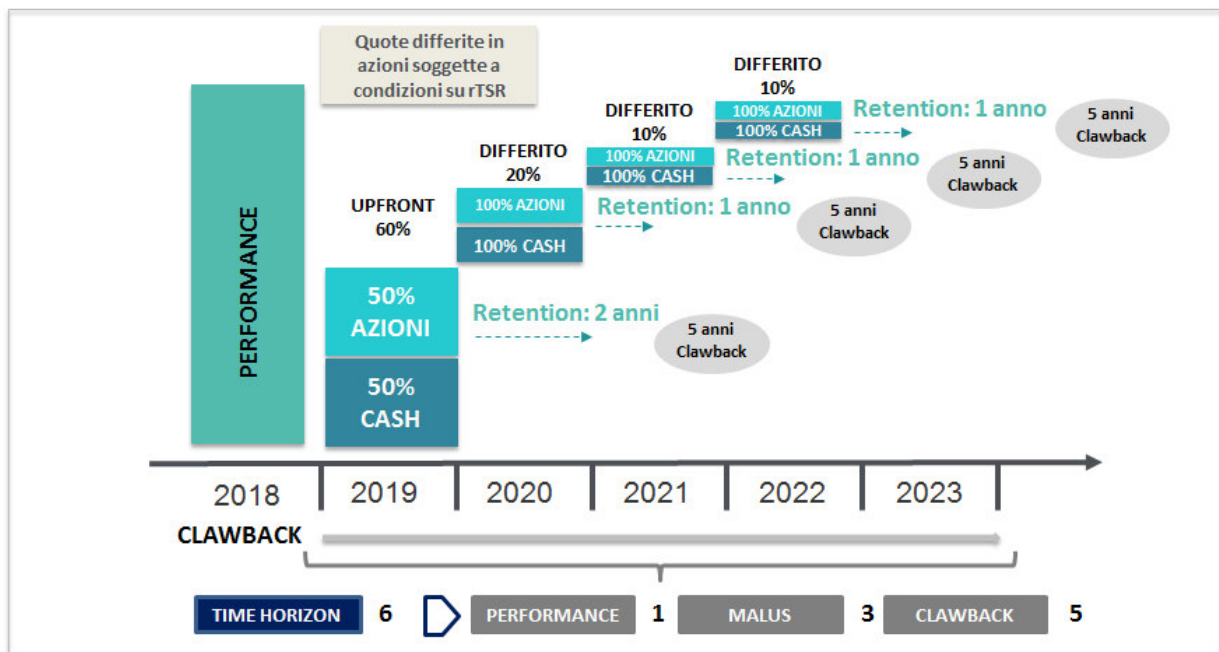 Quote differite in
azioni soggette a
condizioni su rTSR
PERFORMANCE
UPFRONT
60%
50%
AZIONI
50%
CASH
Retention: 2 anni
5 anni
Clawback
DIFFERITO
20%
100% AZIONI
100% CASH
Retention: 1 anno
5 anni
Clawback
DIFFERITO
10%
100% AZIONI
100% CASH
Retention: 1 anno
5 anni
Clawback
DIFFERITO
10%
100% AZIONI
100% CASH
Retention: 1 anno
5 anni
Clawback
2018 2019 2020 2021 2022 2023
CLAWBACK
TIME HORIZON 6 PERFORMANCE 1 MALUS 3 CLAWBACK 5